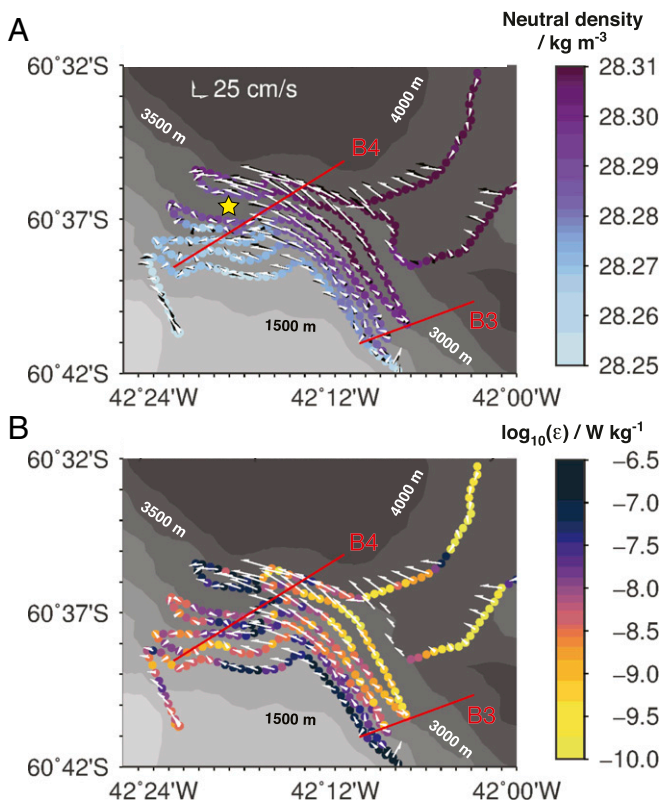 A
Neutral density
/ kg m⁻³
60˚32'S
25 cm/s
3500 m
4000 m
28.31
28.30
B4
28.29
60˚37'S
28.28
28.27
1500 m
B3
28.26
3000 m
60˚42'S
28.25
42˚24'W
42˚12'W
42˚00'W
B
log₁₀(ε) / W kg⁻¹
60˚32'S
−6.5
3500 m
4000 m
−7.0
B4
−7.5
−8.0
60˚37'S
−8.5
−9.0
1500 m
B3
−9.5
3000 m
60˚42'S
−10.0
42˚24'W
42˚12'W
42˚00'W